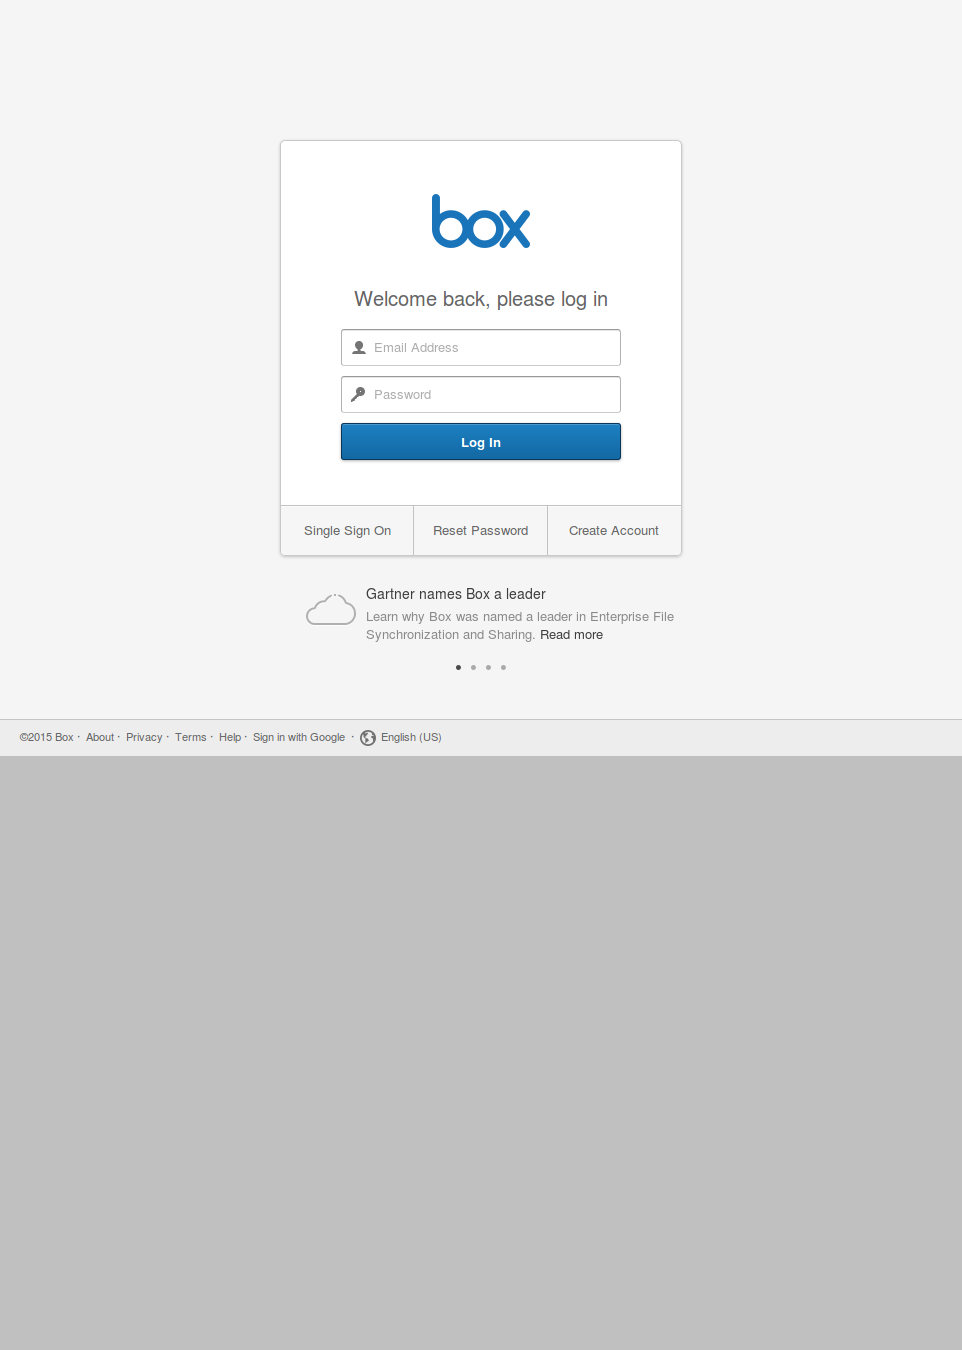 box
Welcome back, please log in
Email Address
Password
Log In
Single Sign On Reset Password Create Account
Gartner names Box a leader
Learn why Box was named a leader in Enterprise File
Synchronization and Sharing. Read more
©2015 Box · About · Privacy · Terms · Help · Sign in with Google · English (US)